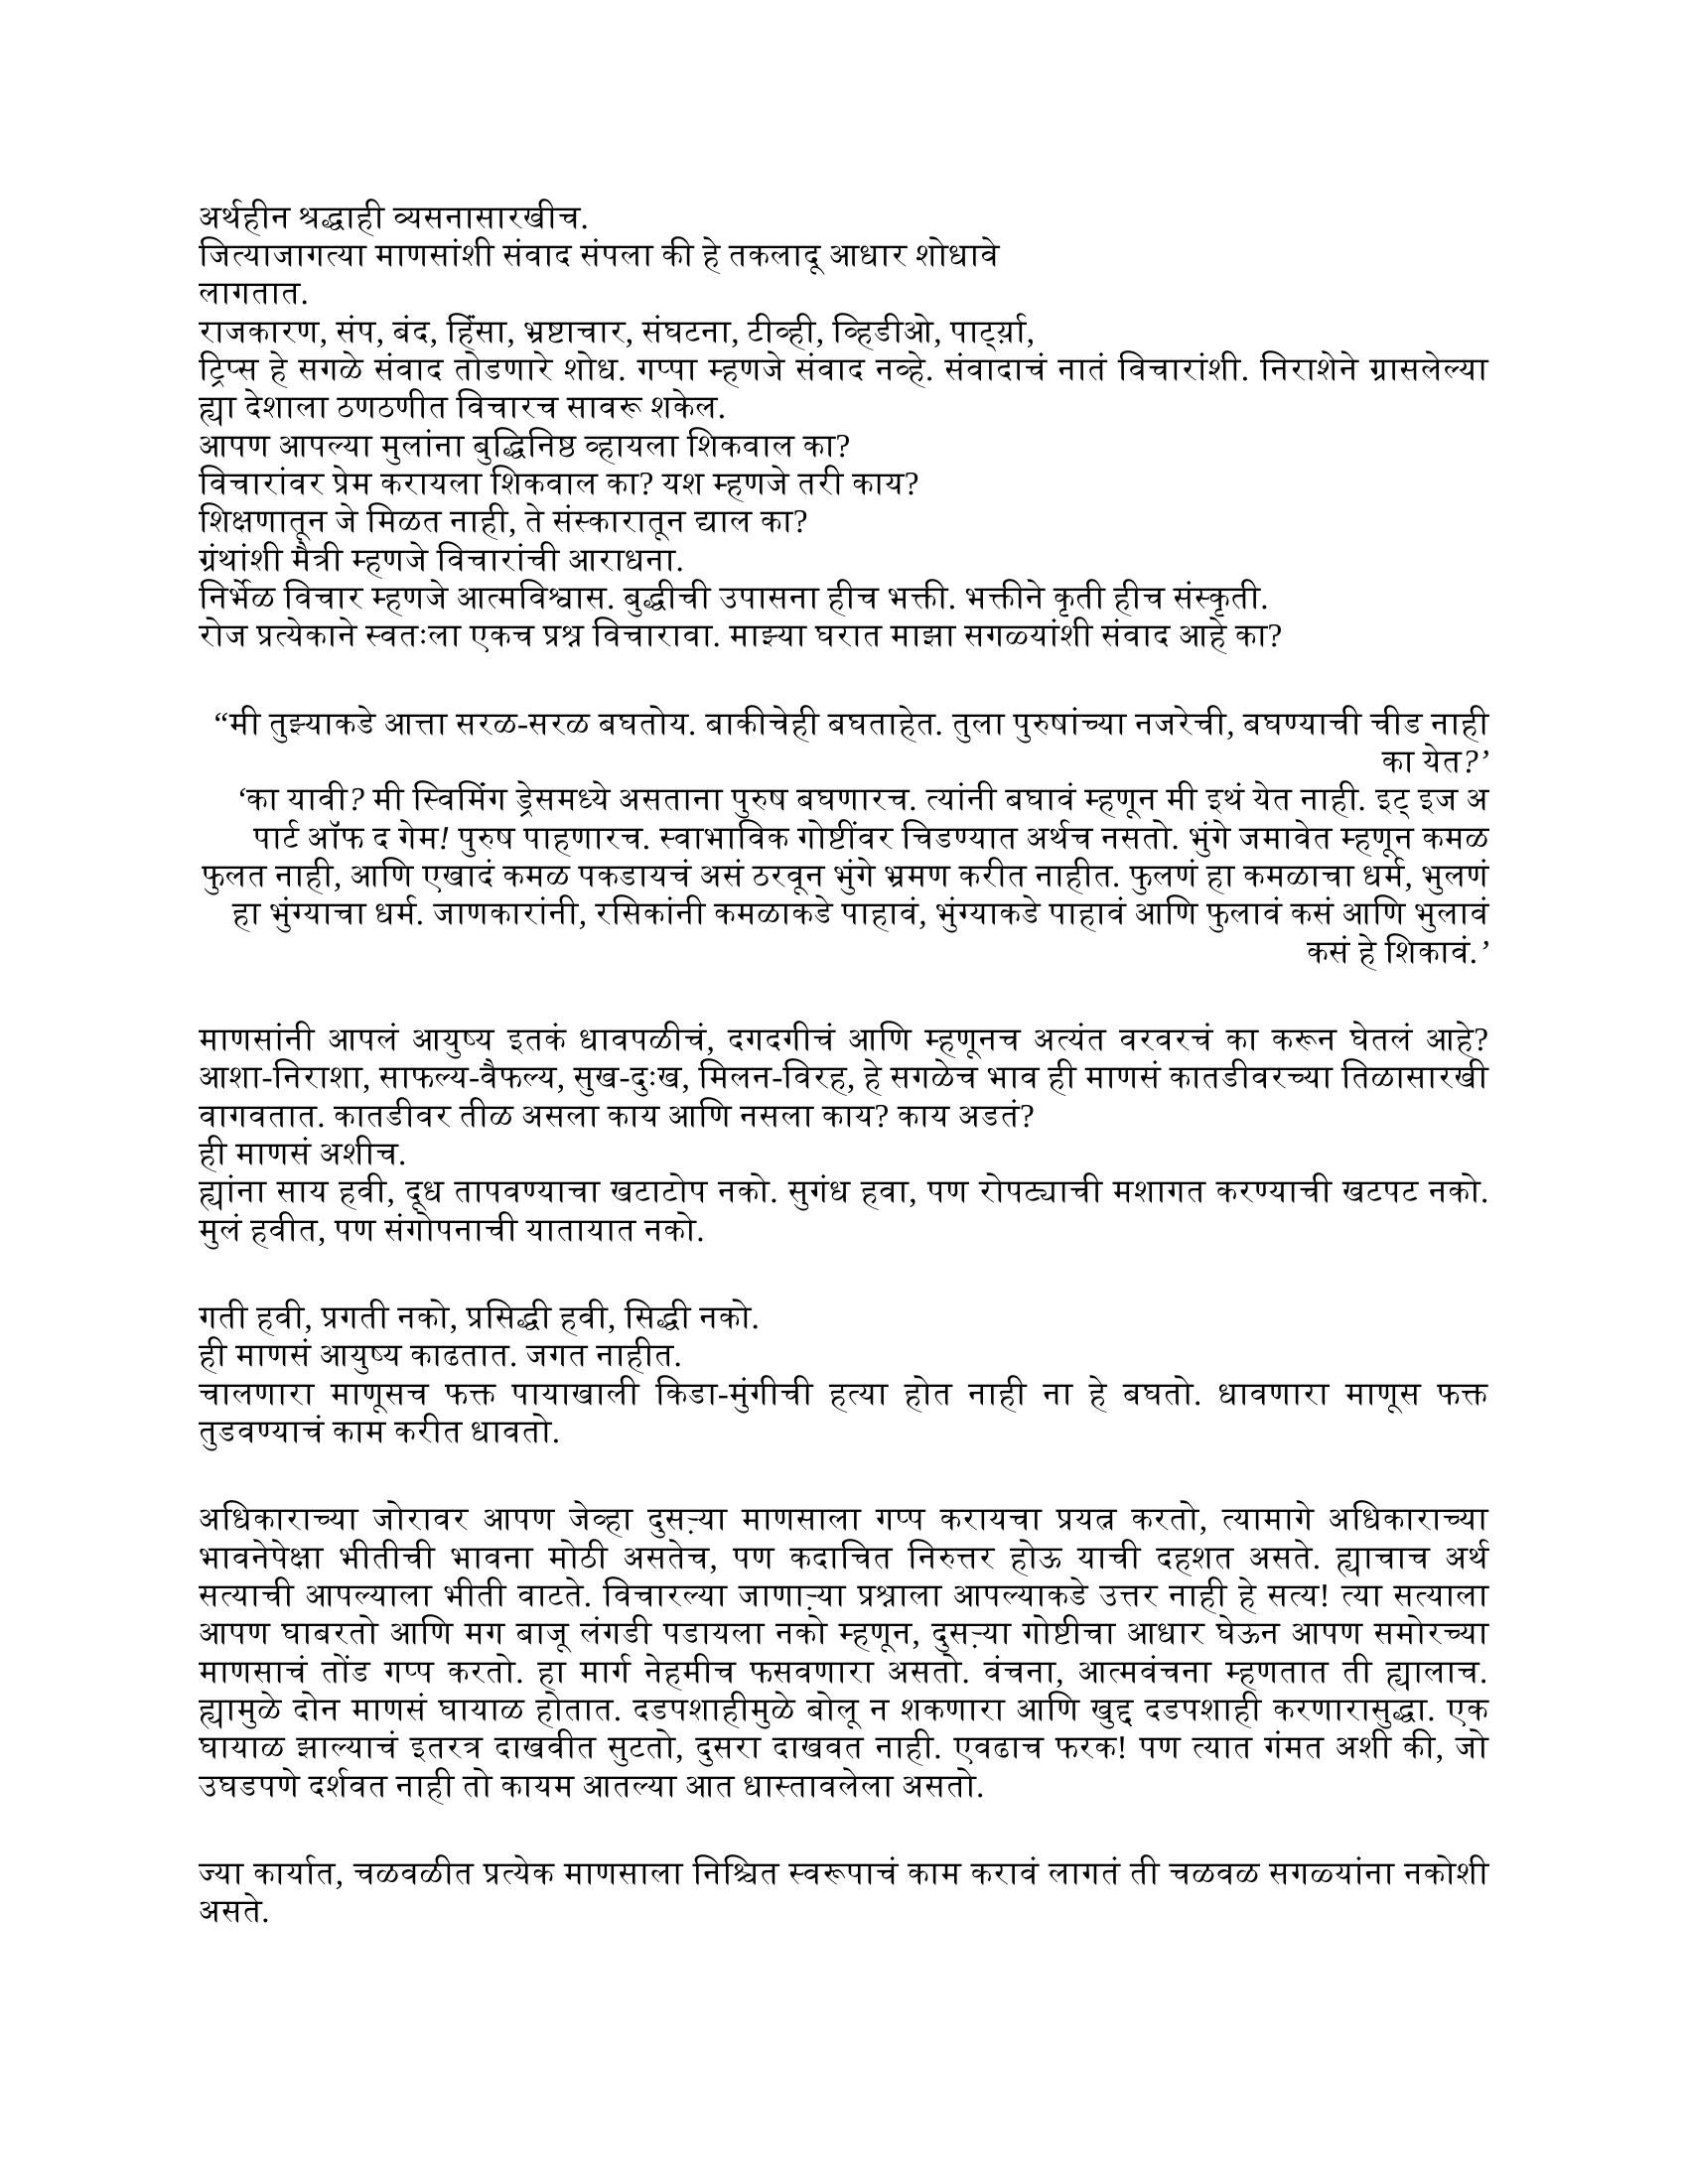 अर्थहीन श्रद्धाही व्यसनासारखीच.
जित्याजागत्या माणसांशी संवाद संपला की हे तकलादू आधार शोधावे
लागतात.
राजकारण, संप, बंद, हिंसा, भ्रष्टाचार, संघटना, टीव्ही, व्हिडीओ, पार्ट्य़ा,
ट्रिप्स हे सगळे संवाद तोडणारे शोध. गप्पा म्हणजे संवाद नव्हे. संवादाचं नातं विचारांशी. निराशेने ग्रासलेल्या
ह्या देशाला ठणठणीत विचारच सावरू शकेल.
आपण आपल्या मुलांना बुद्धिनिष्ठ व्हायला शिकवाल का?
विचारांवर प्रेम करायला शिकवाल का? यश म्हणजे तरी काय?
शिक्षणातून जे मिळत नाही, ते संस्कारातून द्याल का?
ग्रंथांशी मैत्री म्हणजे विचारांची आराधना.
निर्भेळ विचार म्हणजे आत्मविश्वास. बुद्धीची उपासना हीच भक्ती. भक्तीने कृती हीच संस्कृती.
रोज प्रत्येकाने स्वतःला एकच प्रश्न विचारावा. माझ्या घरात माझा सगळ्यांशी संवाद आहे का?
“मी तुझ्याकडे आत्ता सरळ-सरळ बघतोय. बाकीचेही बघताहेत. तुला पुरुषांच्या नजरेची, बघण्याची चीड नाही
का येत?’
‘का यावी? मी स्विमिंग ड्रेसमध्ये असताना पुरुष बघणारच. त्यांनी बघावं म्हणून मी इथं येत नाही. इट् इज अ
पार्ट ऑफ द गेम! पुरुष पाहणारच. स्वाभाविक गोष्टींवर चिडण्यात अर्थच नसतो. भुंगे जमावेत म्हणून कमळ
फुलत नाही, आणि एखादं कमळ पकडायचं असं ठरवून भुंगे भ्रमण करीत नाहीत. फुलणं हा कमळाचा धर्म, भुलणं
हा भुंग्याचा धर्म. जाणकारांनी, रसिकांनी कमळाकडे पाहावं, भुंग्याकडे पाहावं आणि फुलावं कसं आणि भुलावं
कसं हे शिकावं.’
माणसांनी आपलं आयुष्य इतकं धावपळीचं, दगदगीचं आणि म्हणूनच अत्यंत वरवरचं का करून घेतलं आहे?
आशा-निराशा, साफल्य-वैफल्य, सुख-दुःख, मिलन-विरह, हे सगळेच भाव ही माणसं कातडीवरच्या तिळासारखी
वागवतात. कातडीवर तीळ असला काय आणि नसला काय? काय अडतं?
ही माणसं अशीच.
ह्यांना साय हवी, दूध तापवण्याचा खटाटोप नको. सुगंध हवा, पण रोपट्याची मशागत करण्याची खटपट नको.
मुलं हवीत, पण संगोपनाची यातायात नको.
गती हवी, प्रगती नको, प्रसिद्धी हवी, सिद्धी नको.
ही माणसं आयुष्य काढतात. जगत नाहीत.
चालणारा माणूसच फक्त पायाखाली किडा-मुंगीची हत्या होत नाही ना हे बघतो. धावणारा माणूस फक्त
तुडवण्याचं काम करीत धावतो.
अधिकाराच्या जोरावर आपण जेव्हा दुसऱ्या माणसाला गप्प करायचा प्रयत्न करतो, त्यामागे अधिकाराच्या
भावनेपेक्षा भीतीची भावना मोठी असतेच, पण कदाचित निरुत्तर होऊ याची दहशत असते. ह्याचाच अर्थ
सत्याची आपल्याला भीती वाटते. विचारल्या जाणाऱ्या प्रश्नाला आपल्याकडे उत्तर नाही हे सत्य! त्या सत्याला
आपण घाबरतो आणि मग बाजू लंगडी पडायला नको म्हणून, दुसऱ्या गोष्टीचा आधार घेऊन आपण समोरच्या
माणसाचं तोंड गप्प करतो. हा मार्ग नेहमीच फसवणारा असतो. वंचना, आत्मवंचना म्हणतात ती ह्यालाच.
ह्यामुळे दोन माणसं घायाळ होतात. दडपशाहीमुळे बोलू न शकणारा आणि खुद्द दडपशाही करणारासुद्धा. एक
घायाळ झाल्याचं इतरत्र दाखवीत सुटतो, दुसरा दाखवत नाही. एवढाच फरक! पण त्यात गंमत अशी की, जो
उघडपणे दर्शवत नाही तो कायम आतल्या आत धास्तावलेला असतो.
ज्या कार्यात, चळवळीत प्रत्येक माणसाला निश्चित स्वरूपाचं काम करावं लागतं ती चळवळ सगळ्यांना नकोशी
असते.